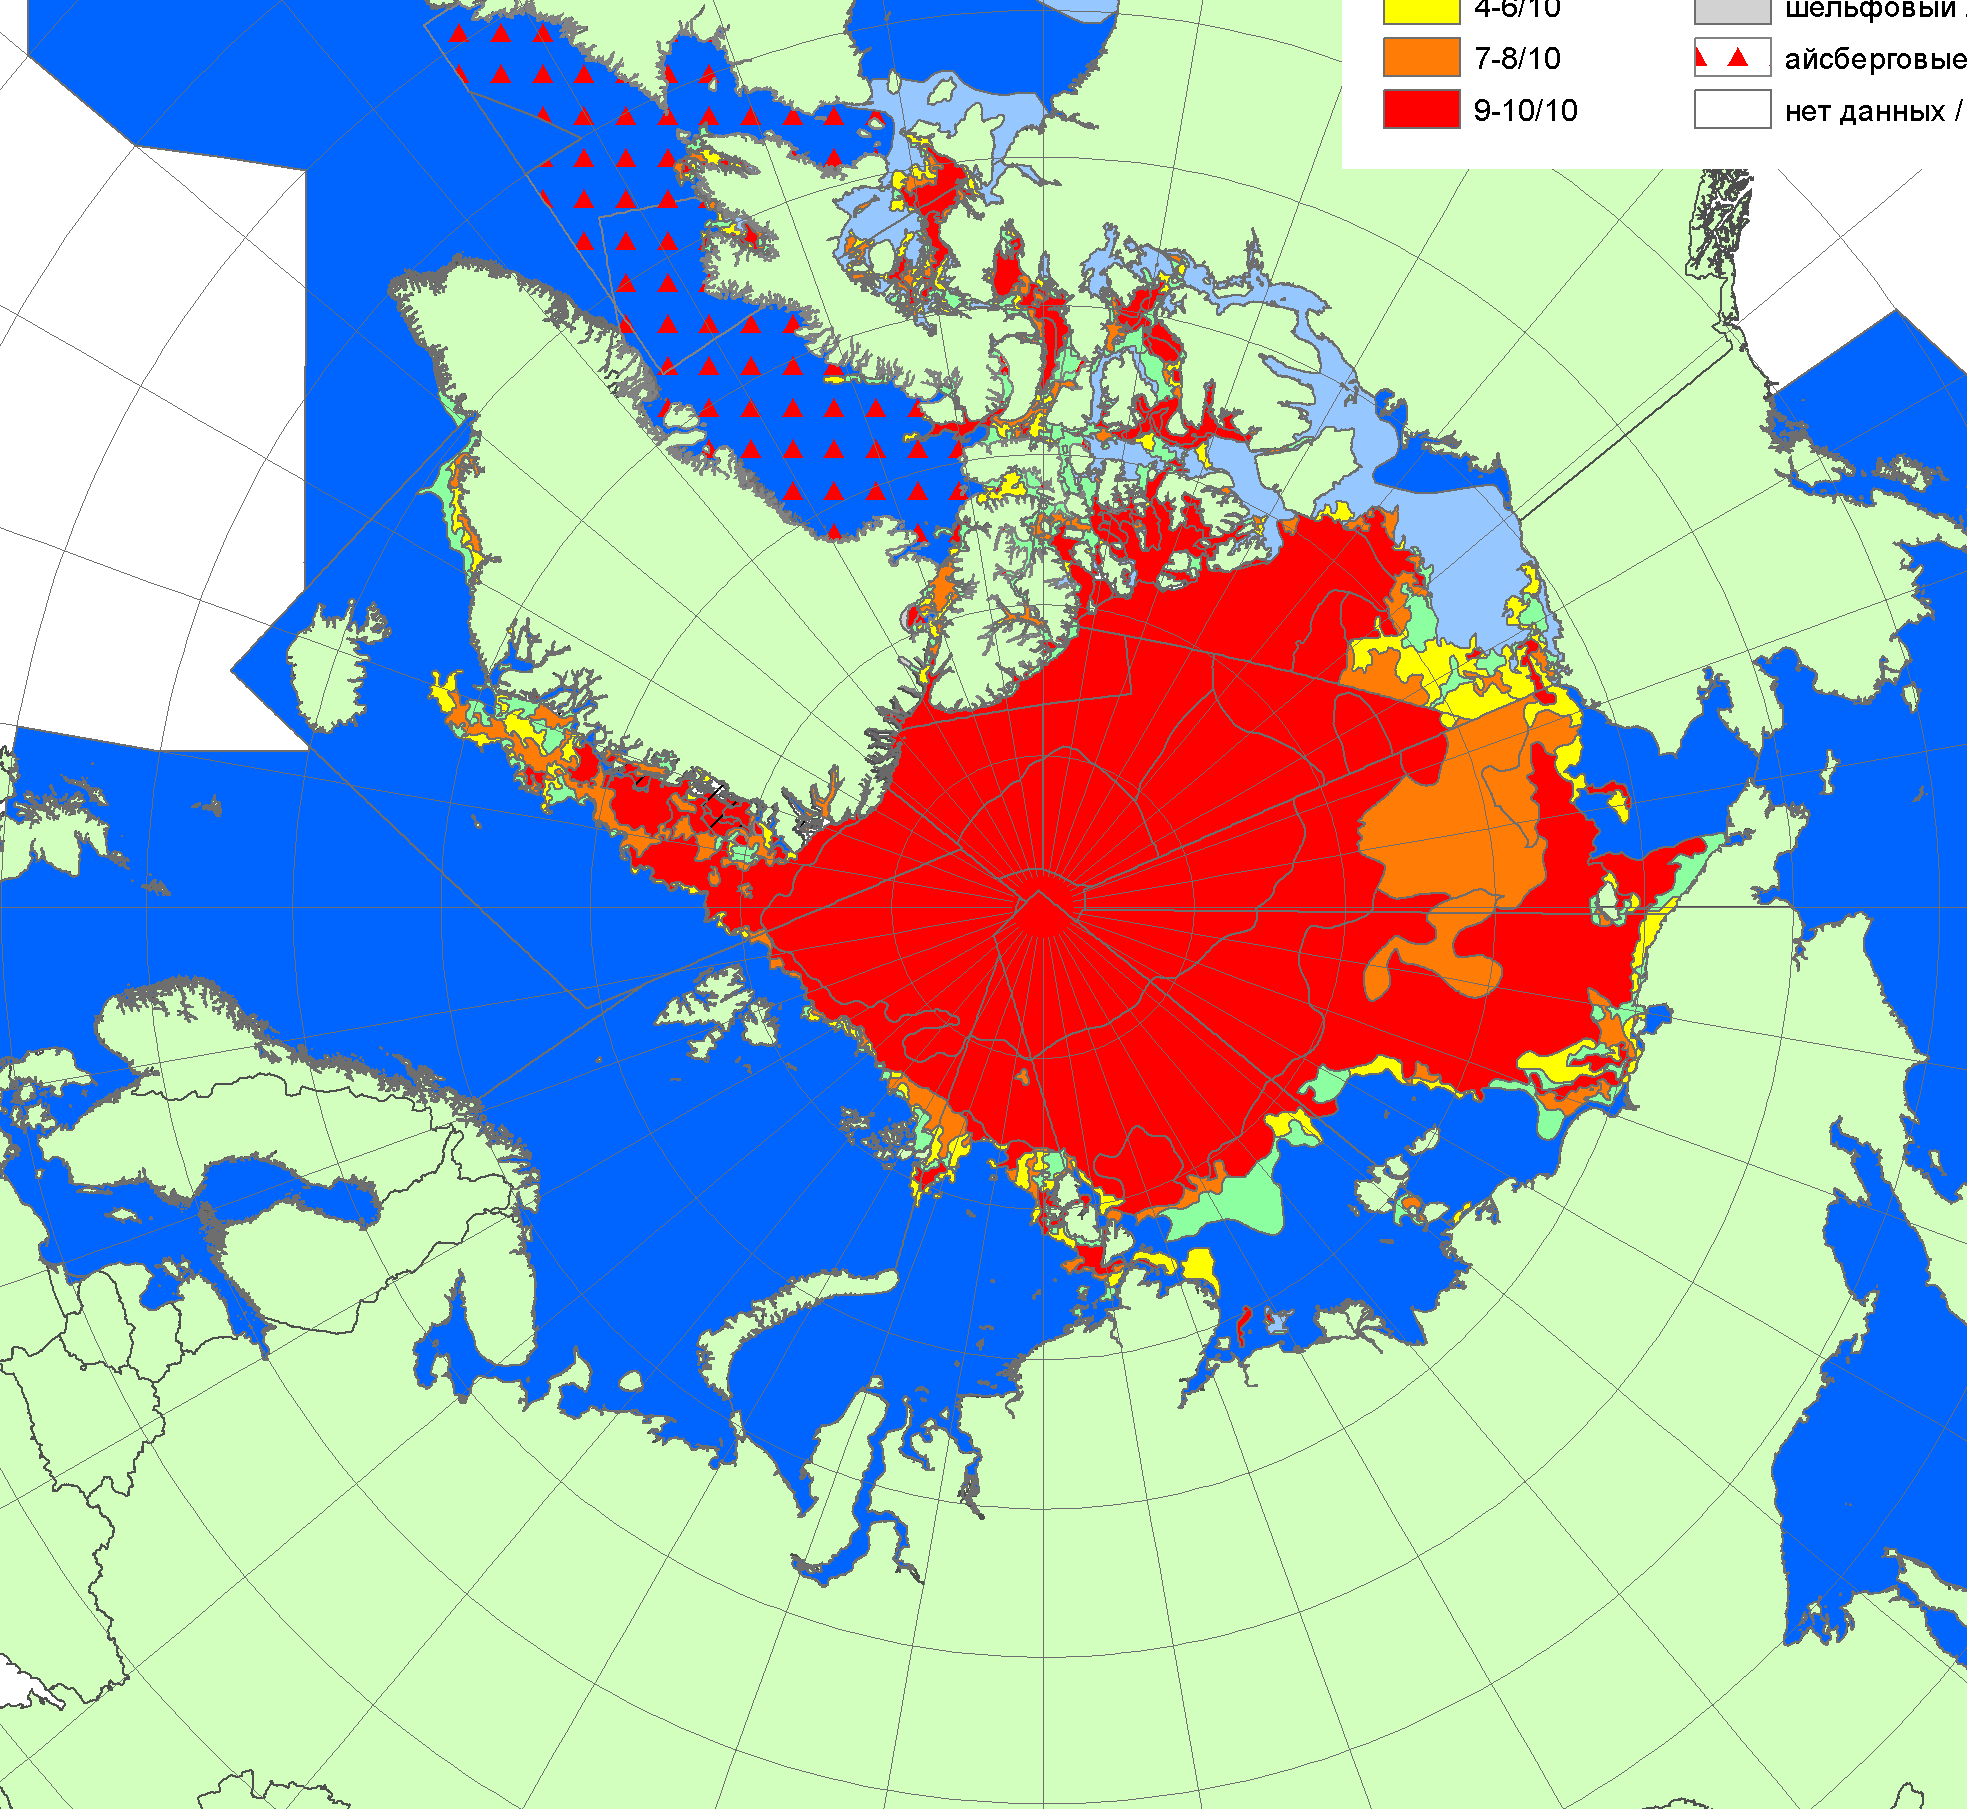 4-6/10
шельфовый
7-8/10
айсберговые
9-10/10
нет данных /